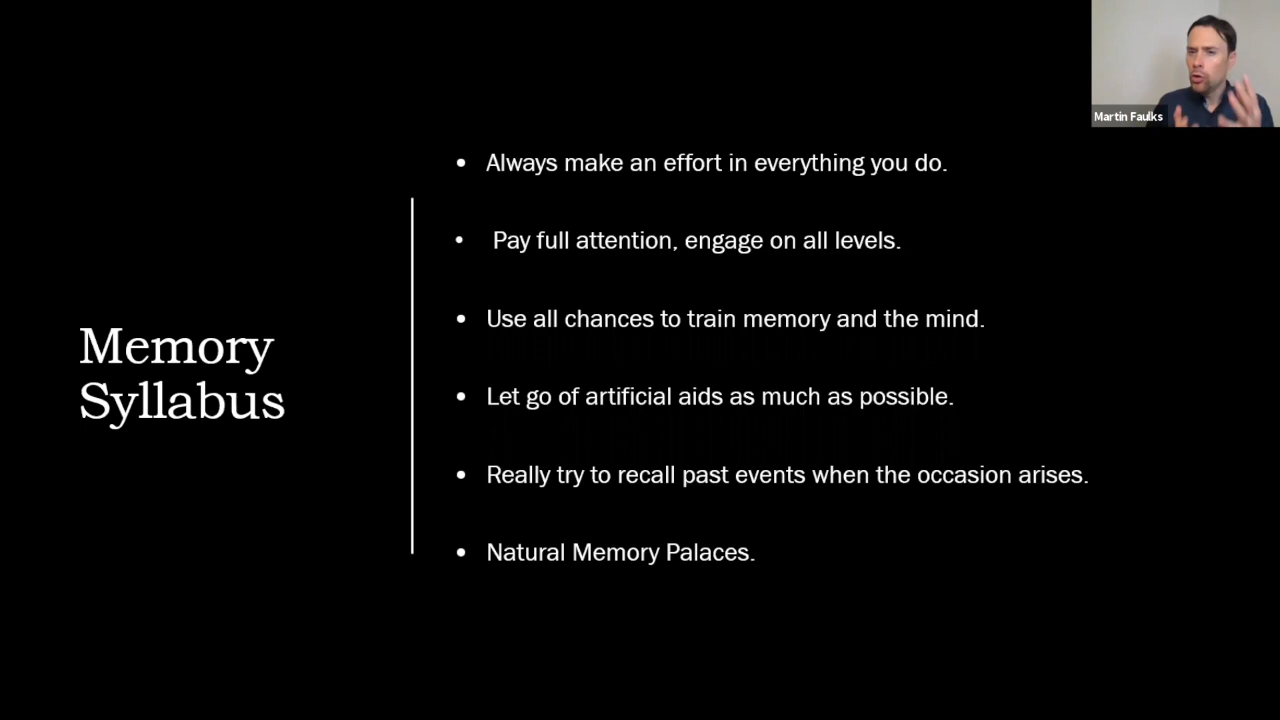 Martin Faulks
Memory
Syllabus
• Always make an effort in everything you do.
• Pay full attention, engage on all levels.
• Use all chances to train memory and the mind.
• Let go of artificial aids as much as possible.
• Really try to recall past events when the occasion arises.
• Natural Memory Palaces.